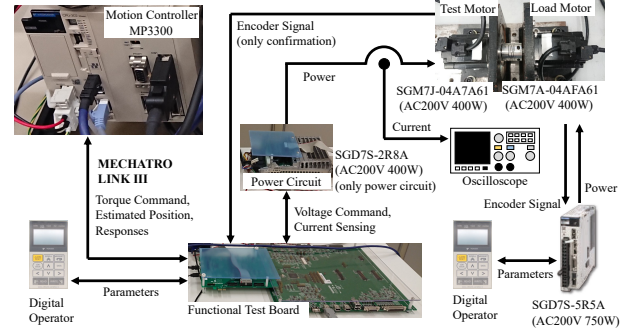 Motion Controller
MP3300
Encoder Signal
(only confirmation)
Test Motor
Load Motor
Power
SGM7J-04A7A61
(AC200V 400W)
SGM7A-04AFA61
(AC200V 400W)
Current
MECHATRO
LINK III
Torque Command,
Estimated Position,
Responses
Power Circuit
SGD7S-2R8A
(AC200V 400W)
(only power circuit)
Oscilloscope
Power
Encoder Signal
Voltage Command,
Current Sensing
Parameters
Digital
Operator
Functional Test Board
Parameters
Digital
Operator
SGD7S-5R5A
(AC200V 750W)